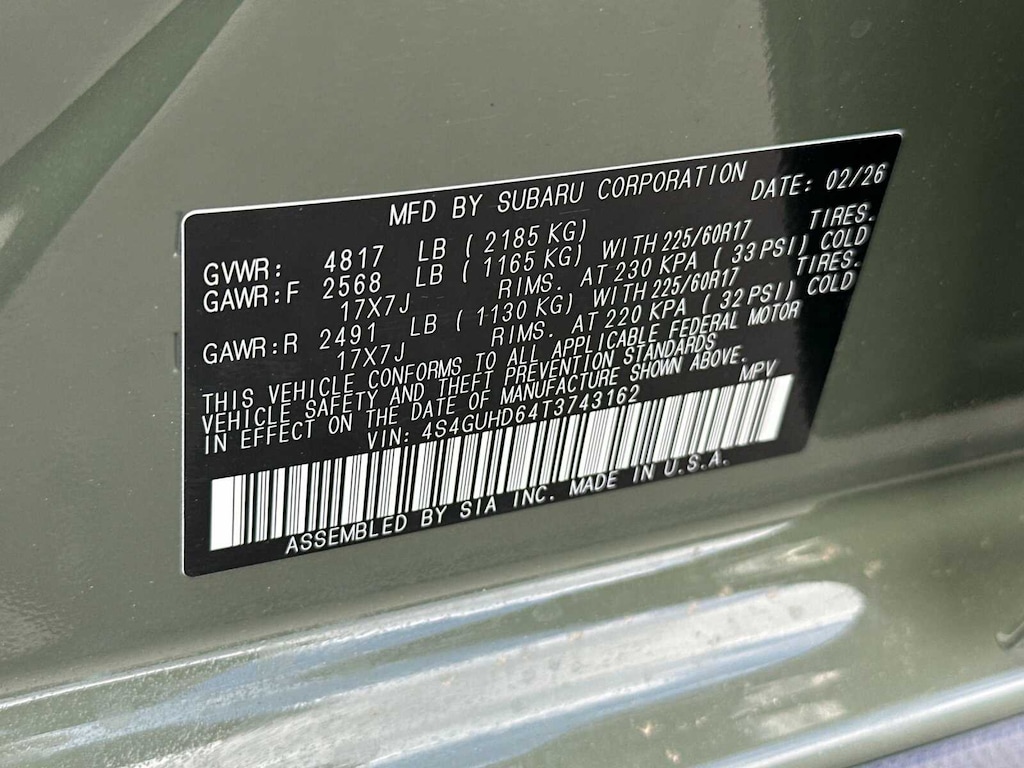 MFD BY SUBARU CORPORATION DATE: 02/26
GVWR: 4817 LB ( 2185 KG)
GAWR:F 2568 LB ( 1165 KG) WITH 225/60R17 TIRES.
17X7J RIMS. AT 230 KPA ( 33 PSI) COLD
GAWR:R 2491 LB ( 1130 KG) WITH 225/60R17 TIRES.
17X7J RIMS. AT 220 KPA ( 32 PSI) COLD
THIS VEHICLE CONFORMS TO ALL APPLICABLE FEDERAL MOTOR
VEHICLE SAFETY AND THEFT PREVENTION STANDARDS
IN EFFECT ON THE DATE OF MANUFACTURE SHOWN ABOVE.
VIN: 4S4GUHD64T3743162 MPV
ASSEMBLED BY SIA INC. MADE IN U.S.A.